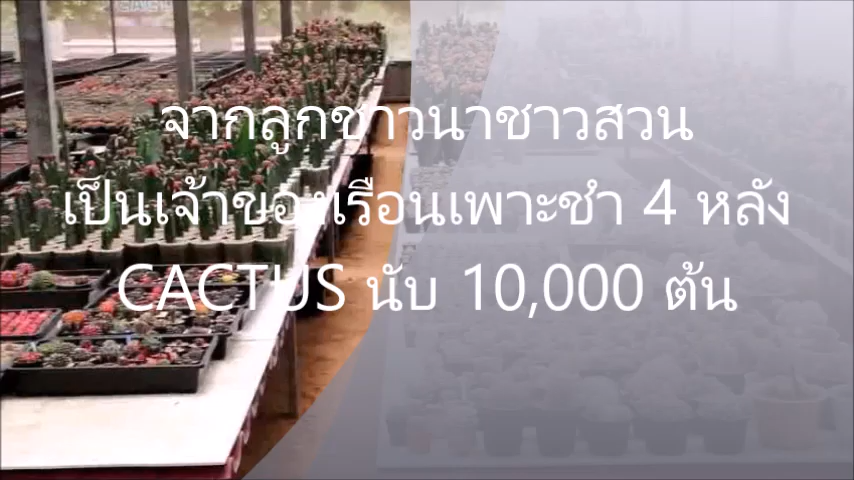 จากลูกชาวนาชาวสวน
เป็นเจ้าของเรือนเพาะชำ 4 หลัง
CACTUS นับ 10,000 ต้น